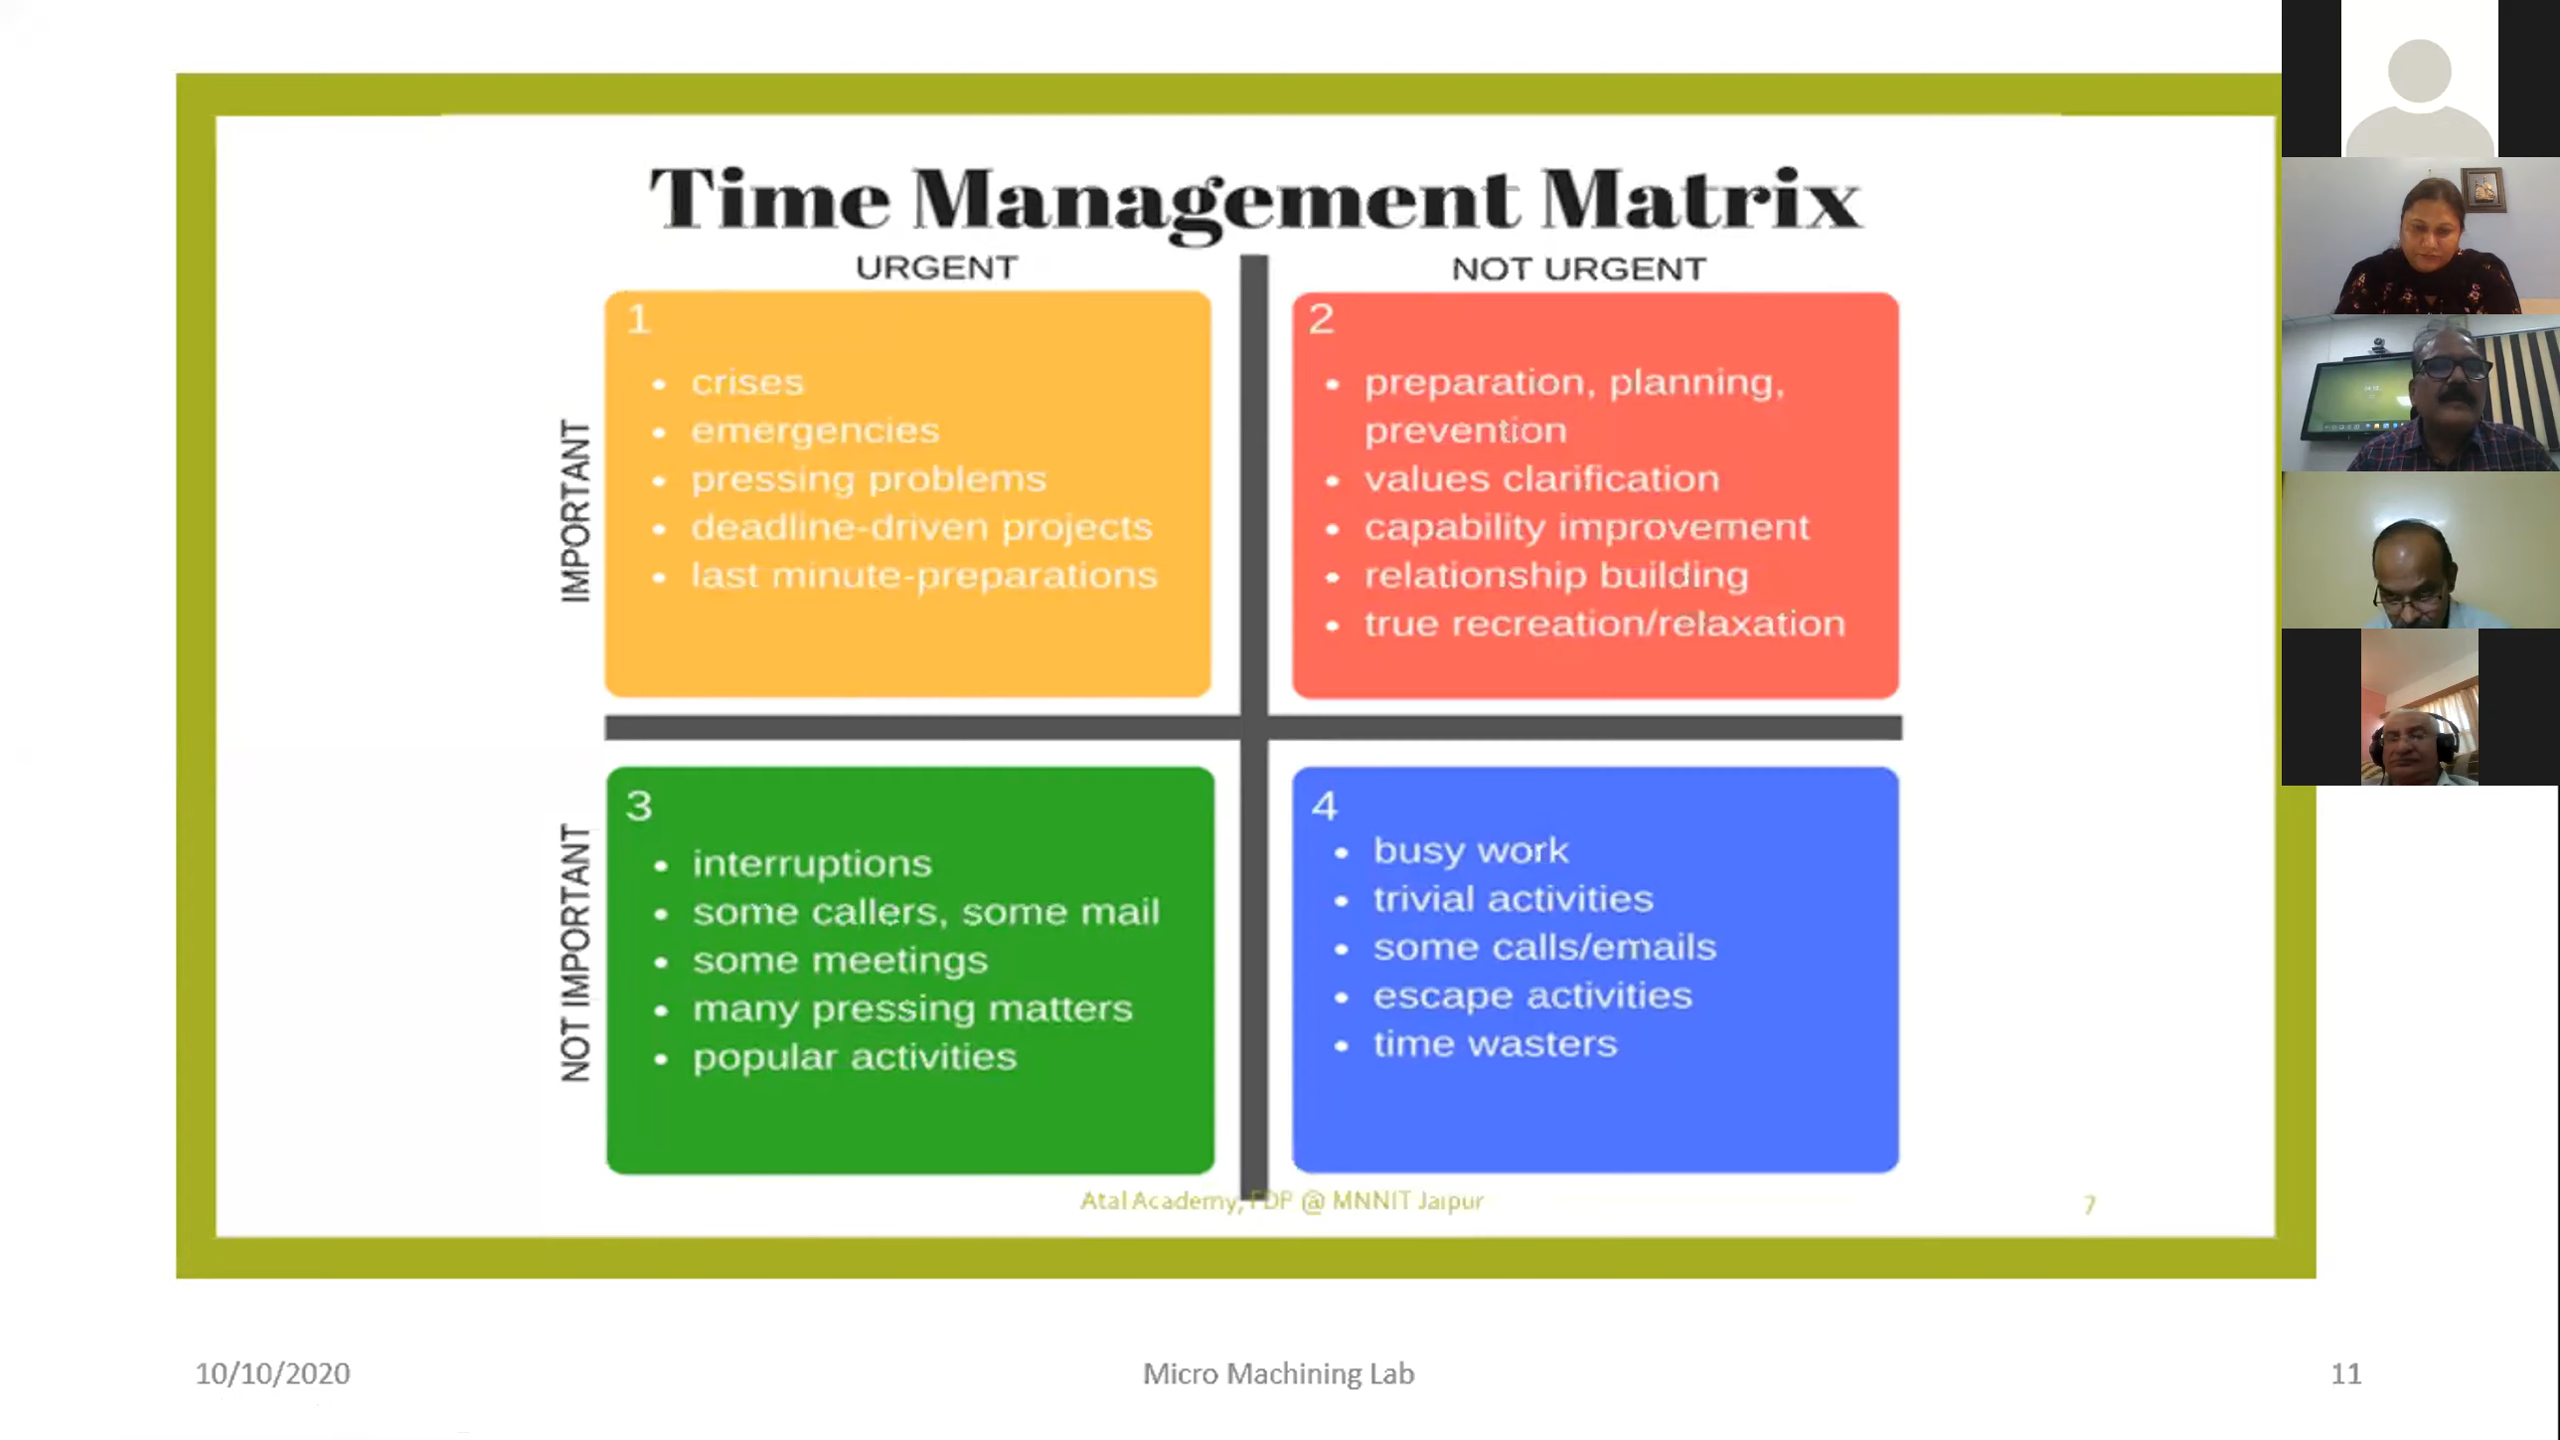 Time Management Matrix
URGENT
NOT URGENT
IMPORTANT
1
• crises
• emergencies
• pressing problems
• deadline-driven projects
• last minute-preparations
2
• preparation, planning,
prevention
• values clarification
• capability improvement
• relationship building
• true recreation/relaxation
NOT IMPORTANT
3
• interruptions
• some callers, some mail
• some meetings
• many pressing matters
• popular activities
4
• busy work
• trivial activities
• some calls/emails
• escape activities
• time wasters
Atal Academy, FDP @ MNNIT Jaipur
7
10/10/2020
Micro Machining Lab
11